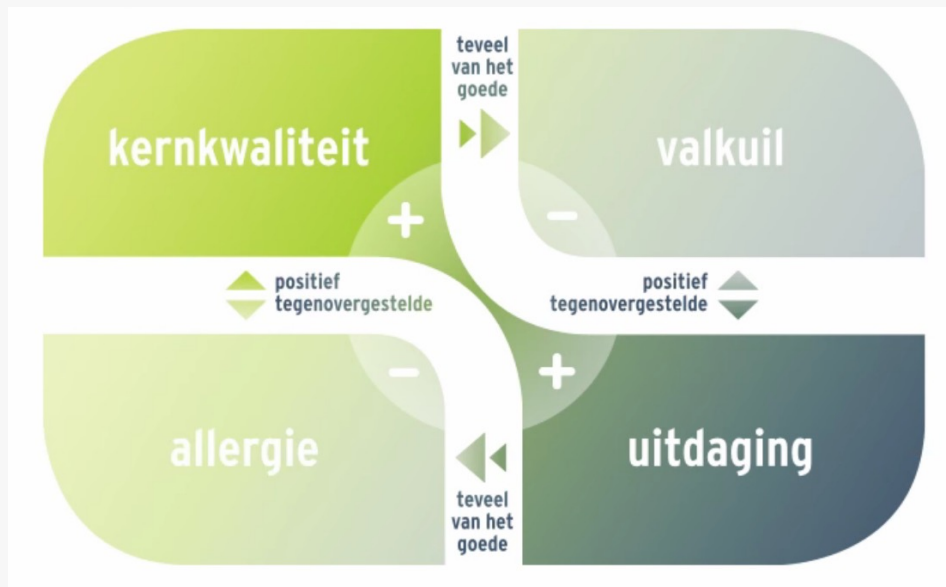 teveel
van het
goede
kernkwaliteit
valkuil
+
–
positief
tegenovergestelde
positief
tegenovergestelde
–
+
allergie
uitdaging
teveel
van het
goede